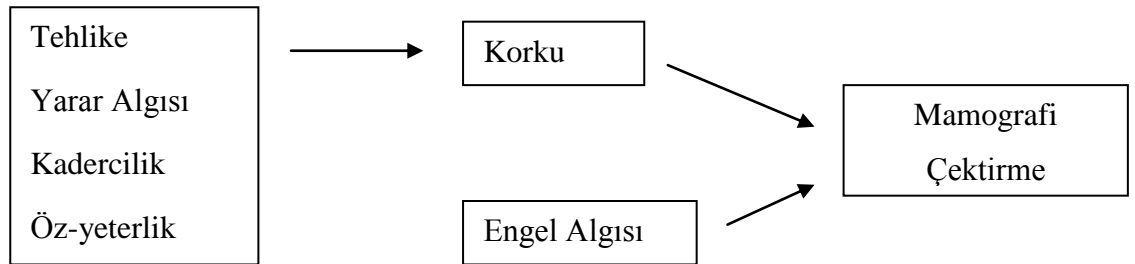 Tehlike
Yarar Algısı
Kadercilik
Öz-yeterlik
Korku
Engel Algısı
Mamografi
Çektirme